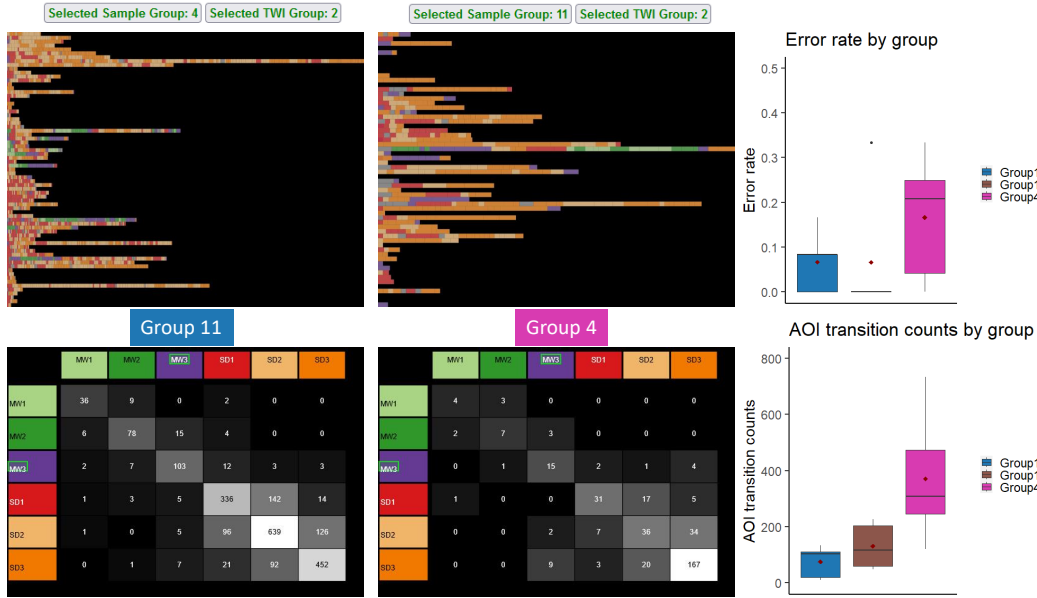 Selected Sample Group: 4 Selected TWI Group: 2
Selected Sample Group: 11 Selected TWI Group: 2
Error rate by group
Error rate
0.5
0.4
0.3
0.2
0.1
0.0
Group1
Group1
Group4
Group 11
MW1 MW2 MW3 SD1 SD2 SD3
MW1 36 9 0 2 0 0
MW2 6 78 15 4 0 0
MW3 2 7 103 12 3 3
SD1 1 3 5 336 142 14
SD2 1 0 5 96 639 126
SD3 0 1 7 21 92 452
Group 4
MW1 MW2 MW3 SD1 SD2 SD3
MW1 4 3 0 0 0 0
MW2 2 7 3 0 0 0
MW3 0 1 15 2 1 4
SD1 1 0 0 31 17 5
SD2 0 0 2 7 36 34
SD3 0 0 9 3 20 167
AOI transition counts by group
AOI transition counts
800
600
400
200
0
Group1
Group1
Group4